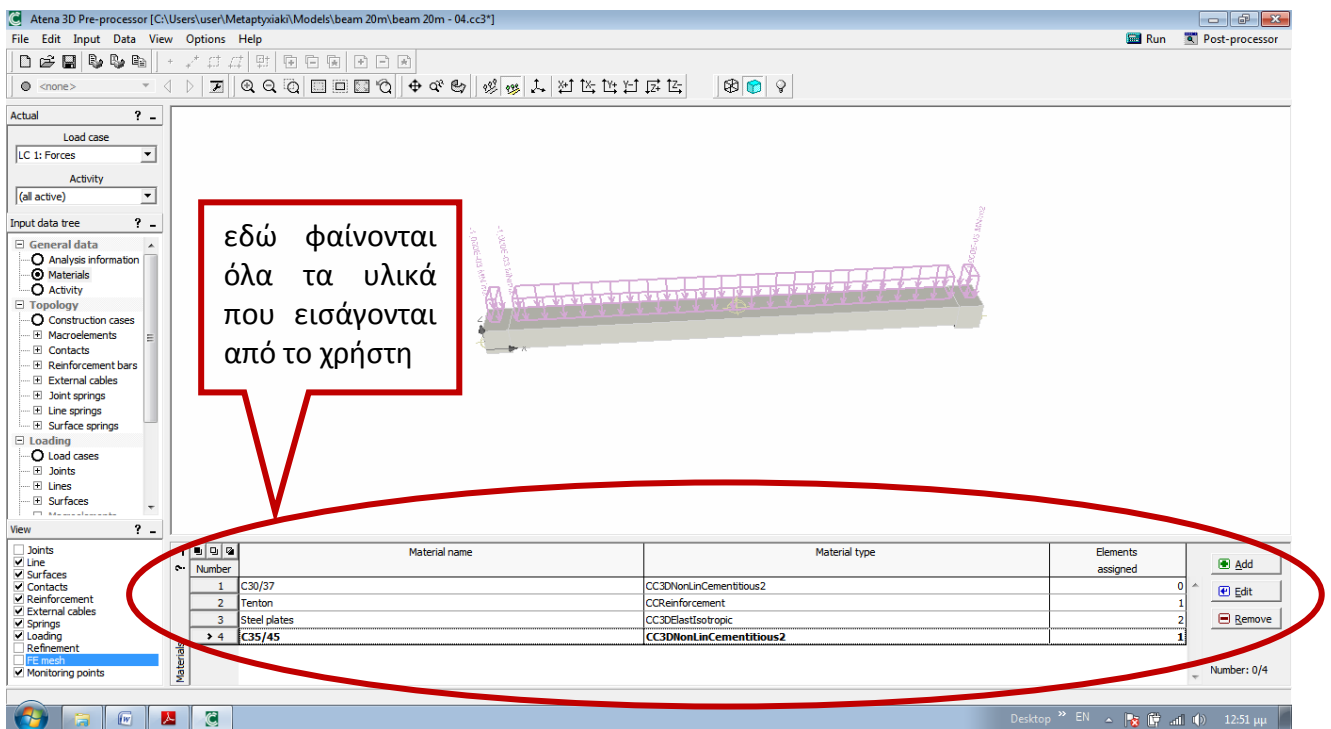 Atena 3D Pre-processor [C:\Users\user\Metaptyxiaki\Models\beam 20m\beam 20m - 04.cc3*]
File Edit Input Data View Options Help
Run Post-processor
<none>
X+ X- Y+ Y- Z+ Z-
Actual ? _
Load case
LC 1: Forces
Activity
(all active)
Input data tree ? _
General data
Analysis information
Materials
Activity
Topology
Construction cases
Macroelements
Contacts
Reinforcement bars
External cables
Joint springs
Line springs
Surface springs
Loading
Load cases
Joints
Lines
Surfaces
View ? _
Joints
Line
Surfaces
Contacts
Reinforcement
External cables
Springs
Loading
Refinement
FE mesh
Monitoring points
εδώ φαίνονται
όλα τα υλικά
που εισάγονται
από το χρήστη
Z
X
Number Material name Material type Elements assigned
1 C30/37 CC3DNonLinCementitious2 0
2 Tenton CCReinforcement 1
3 Steel plates CC3DElastIsotropic 2
> 4 C35/45 CC3DNonLinCementitious2 1
Materials
Add
Edit
Remove
Number: 0/4
Desktop » EN 12:51 μμ